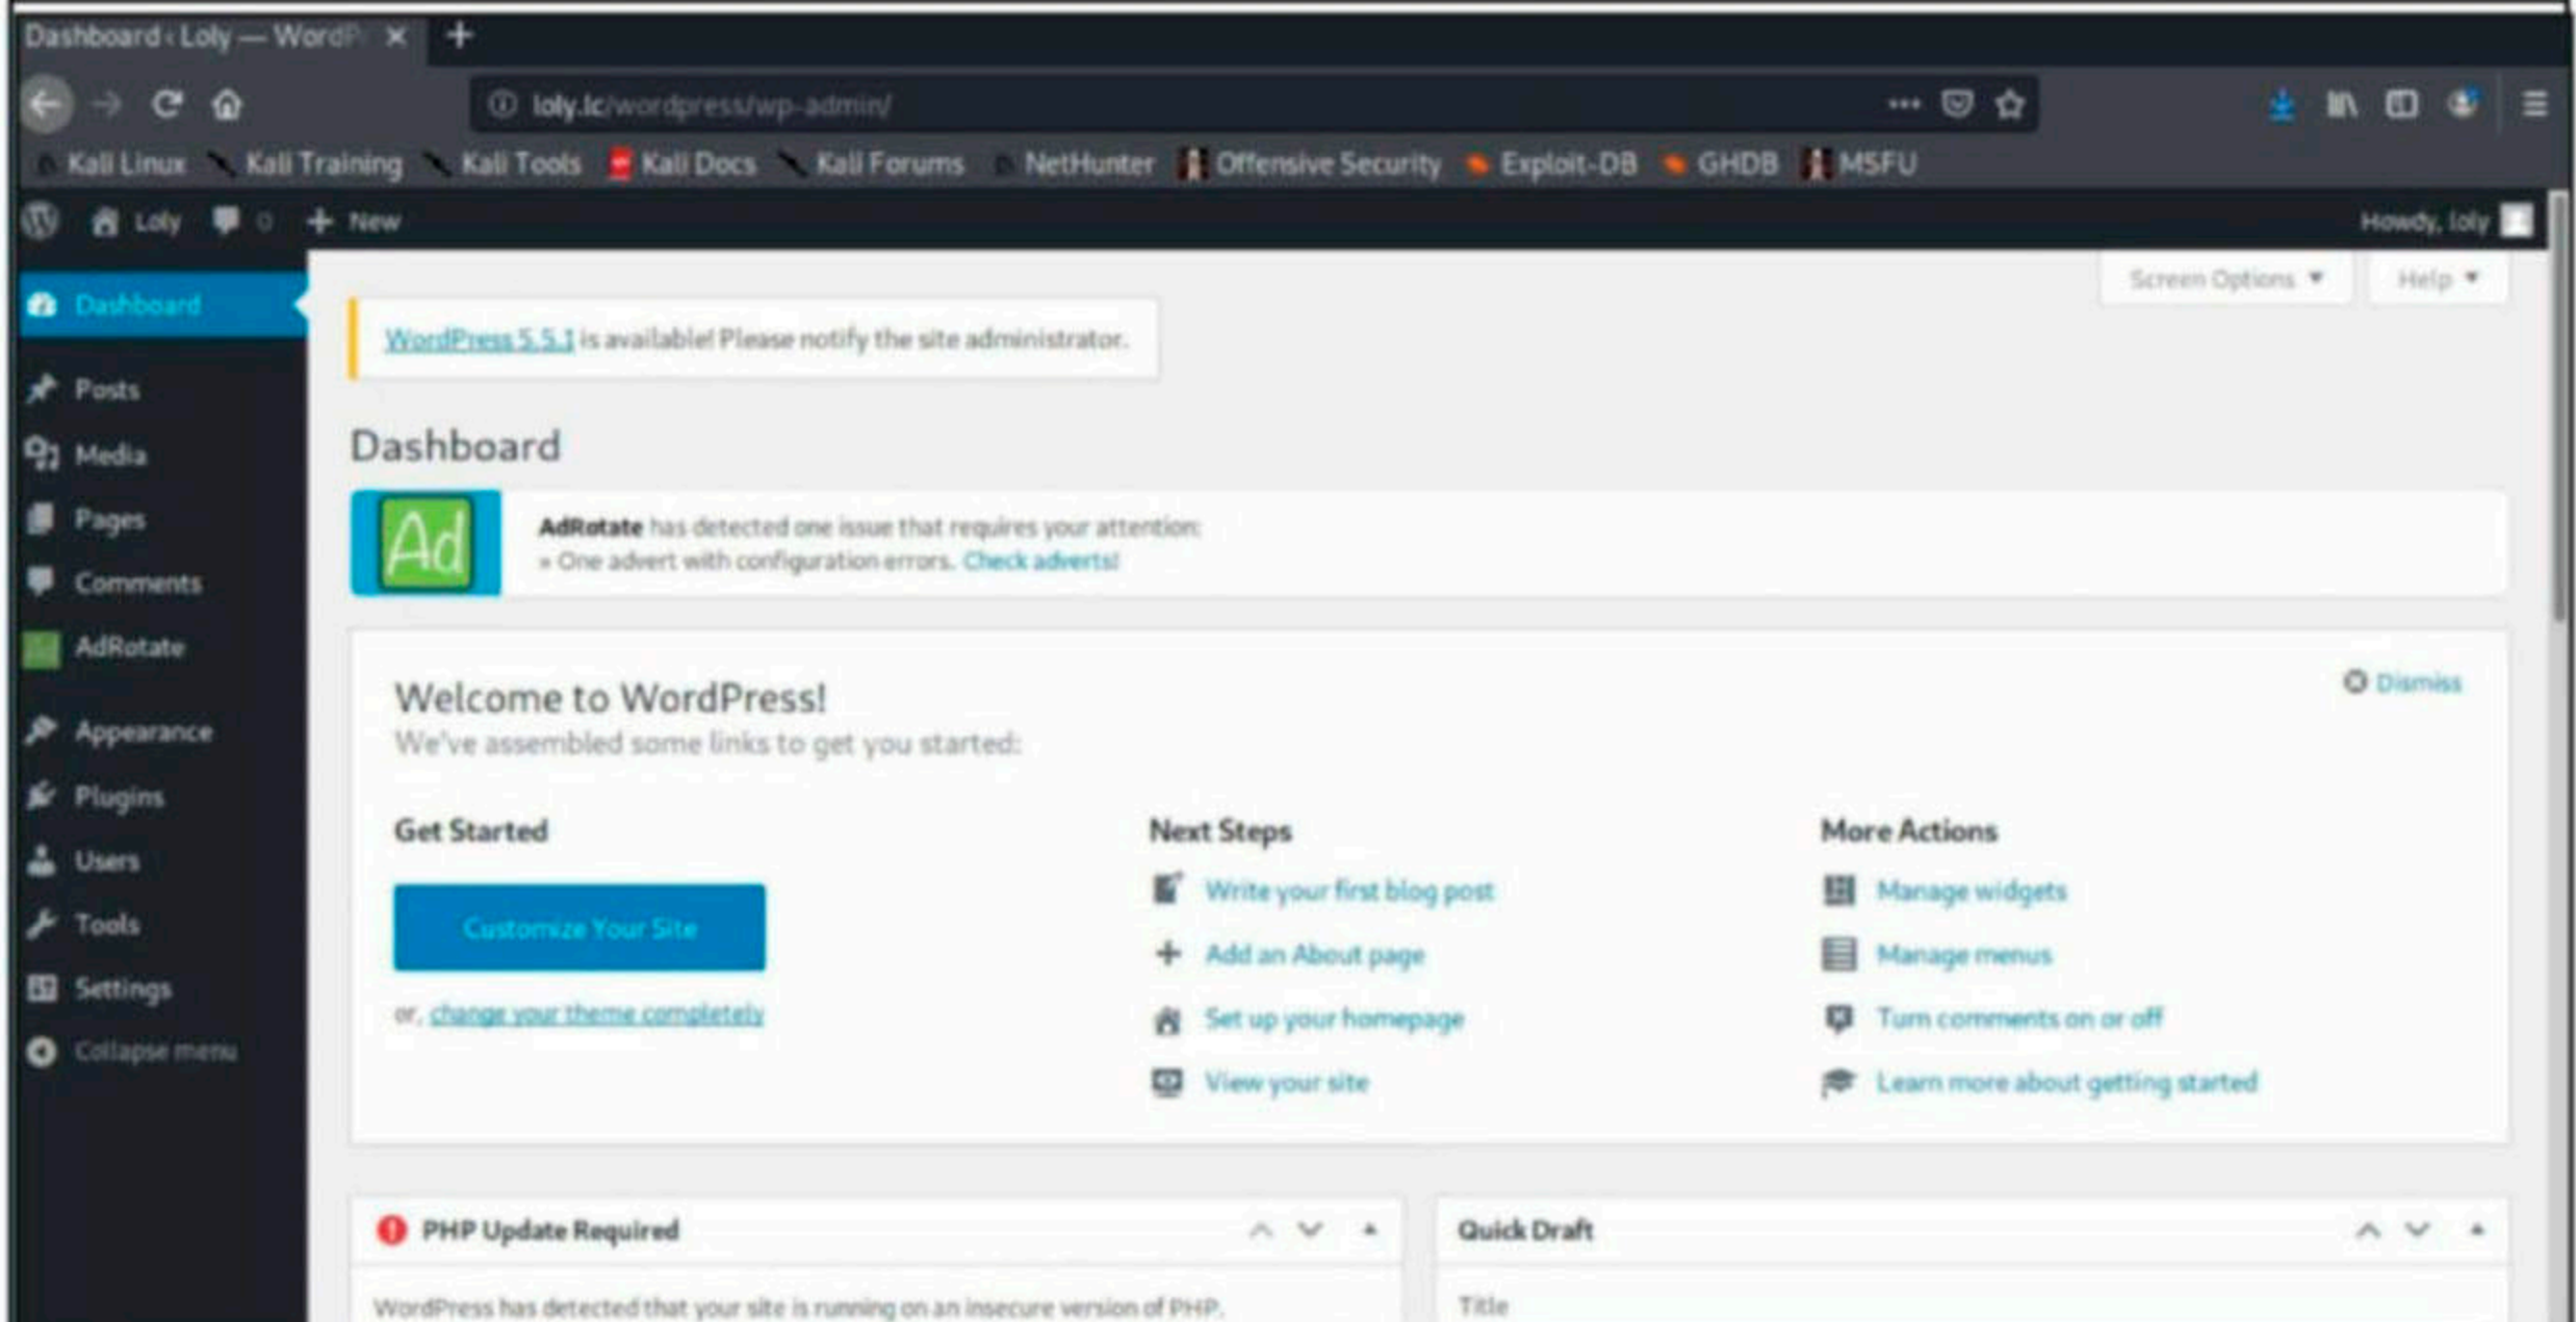 Dashboard ‹ Loly — WordPr
loly.lc/wordpress/wp-admin/
Kali Linux Kali Training Kali Tools Kali Docs Kali Forums NetHunter Offensive Security Exploit-DB GHDB MSFU
Loly 0 New Howdy, loly
Screen Options Help
Dashboard
Posts
Media
Pages
Comments
AdRotate
Appearance
Plugins
Users
Tools
Settings
Collapse menu
WordPress 5.5.1 is available! Please notify the site administrator.
Dashboard
Ad
AdRotate has detected one issue that requires your attention:
» One advert with configuration errors. Check adverts!
Welcome to WordPress!
Dismiss
We've assembled some links to get you started:
Get Started
Customize Your Site
or, change your theme completely
Next Steps
Write your first blog post
Add an About page
Set up your homepage
View your site
More Actions
Manage widgets
Manage menus
Turn comments on or off
Learn more about getting started
PHP Update Required
WordPress has detected that your site is running on an insecure version of PHP.
Quick Draft
Title